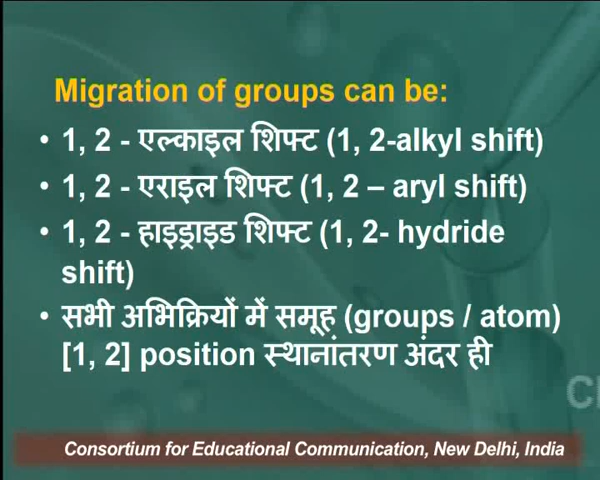 Migration of groups can be:
• 1, 2 - एल्काइल शिफ्ट (1, 2-alkyl shift)
• 1, 2 - एराइल शिफ्ट (1, 2 – aryl shift)
• 1, 2 - हाइड्राइड शिफ्ट (1, 2- hydride
shift)
• सभी अभिक्रियों में समूह (groups / atom)
[1, 2] position स्थानांतरण अंदर ही
Consortium for Educational Communication, New Delhi, India